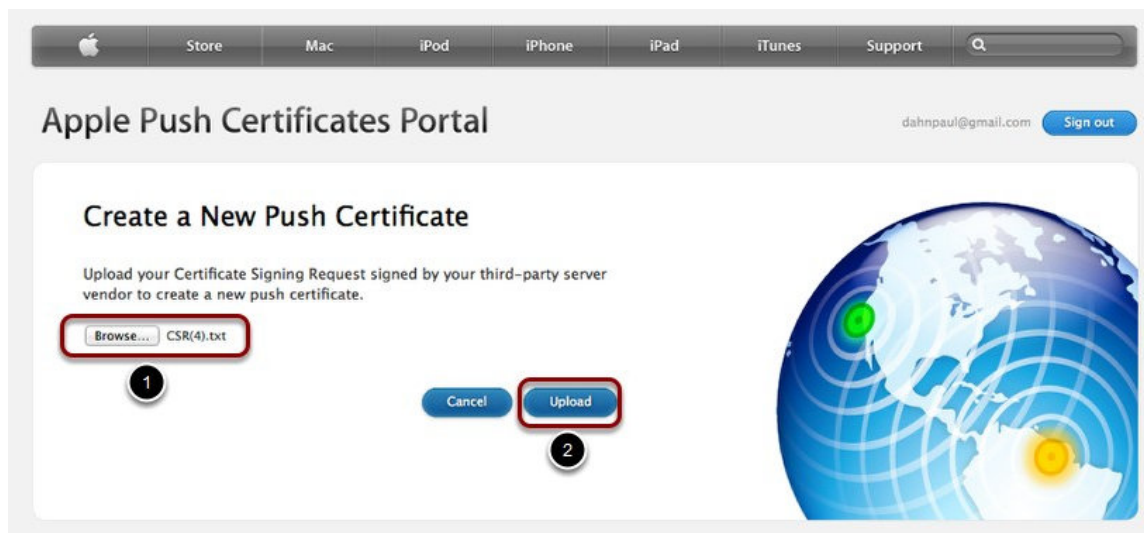 Store Mac iPod iPhone iPad iTunes Support
Apple Push Certificates Portal
dahnpaul@gmail.com Sign out
Create a New Push Certificate
Upload your Certificate Signing Request signed by your third-party server
vendor to create a new push certificate.
Browse... CSR(4).txt
1
Cancel Upload
2